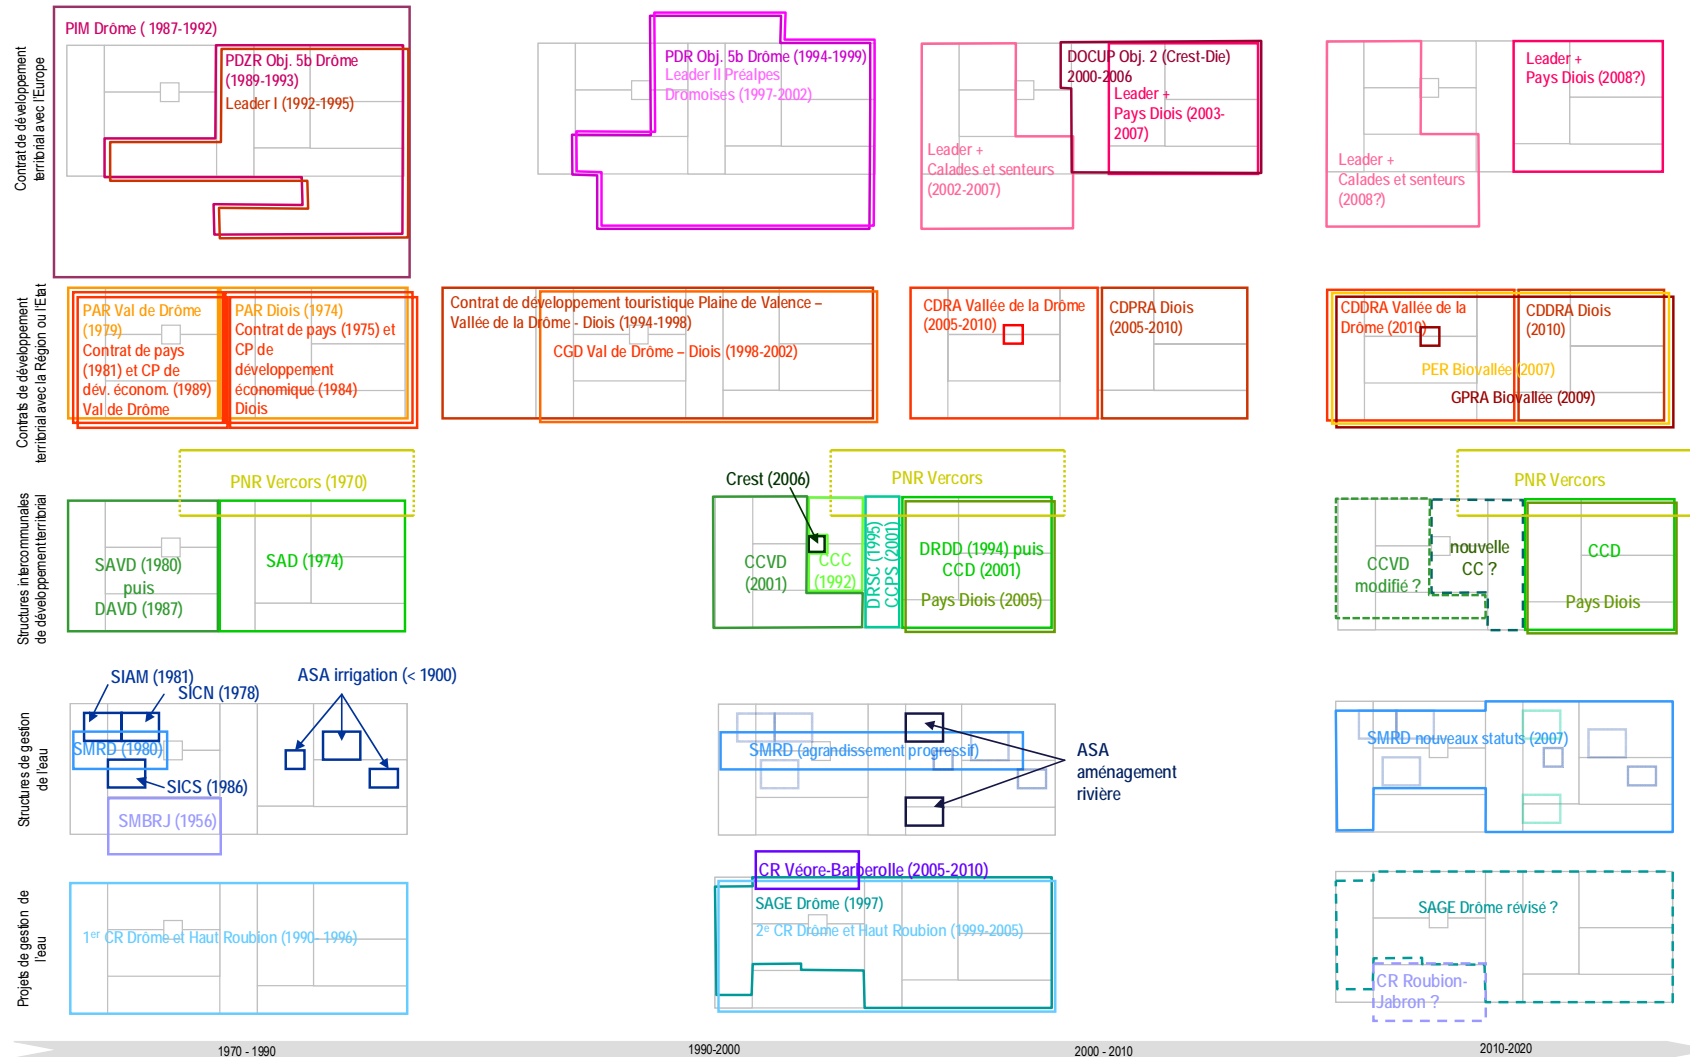 Contrat de développement
territorial avec l'Europe
PIM Drôme ( 1987-1992)
PDZR Obj. 5b Drôme
(1989-1993)
Leader I (1992-1995)
PDR Obj. 5b Drôme (1994-1999)
Leader II Préalpes
Dromoises (1997-2002)
DOCUP Obj. 2 (Crest-Die)
2000-2006
Leader +
Pays Diois (2003-
2007)
Leader +
Calades et senteurs
(2002-2007)
Leader +
Pays Diois (2008?)
Leader +
Calades et senteurs
(2008?)
Contrats de développement
territorial avec la Région ou l'Etat
PAR Val de Drôme
(1979)
Contrat de pays
(1981) et CP de
dév. économ. (1989)
Val de Drôme
PAR Diois (1974)
Contrat de pays (1975) et
CP de
développement
économique (1984)
Diois
Contrat de développement touristique Plaine de Valence –
Vallée de la Drôme - Diois (1994-1998)
CGD Val de Drôme – Diois (1998-2002)
CDRA Vallée de la Drôme
(2005-2010)
CDPRA Diois
(2005-2010)
CDDRA Vallée de la
Drôme (2010)
CDDRA Diois
(2010)
PER Biovallée (2007)
GPRA Biovallée (2009)
Structures intercommunales
de développement territorial
PNR Vercors (1970)
SAVD (1980)
puis
DAVD (1987)
SAD (1974)
Crest (2006)
PNR Vercors
CCVD
(2001)
CCC
(1992)
DRSC (1995)
CCPS (2001)
DRDD (1994) puis
CCD (2001)
Pays Diois (2005)
PNR Vercors
CCVD
modifié ?
nouvelle
CC ?
CCD
Pays Diois
Structures de gestion
de l'eau
SIAM (1981)
SICN (1978)
ASA irrigation (< 1900)
SMRD (1980)
SICS (1986)
SMBRJ (1956)
SMRD (agrandissement progressif)
ASA
aménagement
rivière
SMRD nouveaux statuts (2007)
Projets de gestion de
l'eau
1er CR Drôme et Haut Roubion (1990- 1996)
CR Véore-Barberolle (2005-2010)
SAGE Drôme (1997)
2e CR Drôme et Haut Roubion (1999-2005)
SAGE Drôme révisé ?
CR Roubion-
Jabron ?
1970 - 1990
1990-2000
2000 - 2010
2010-2020